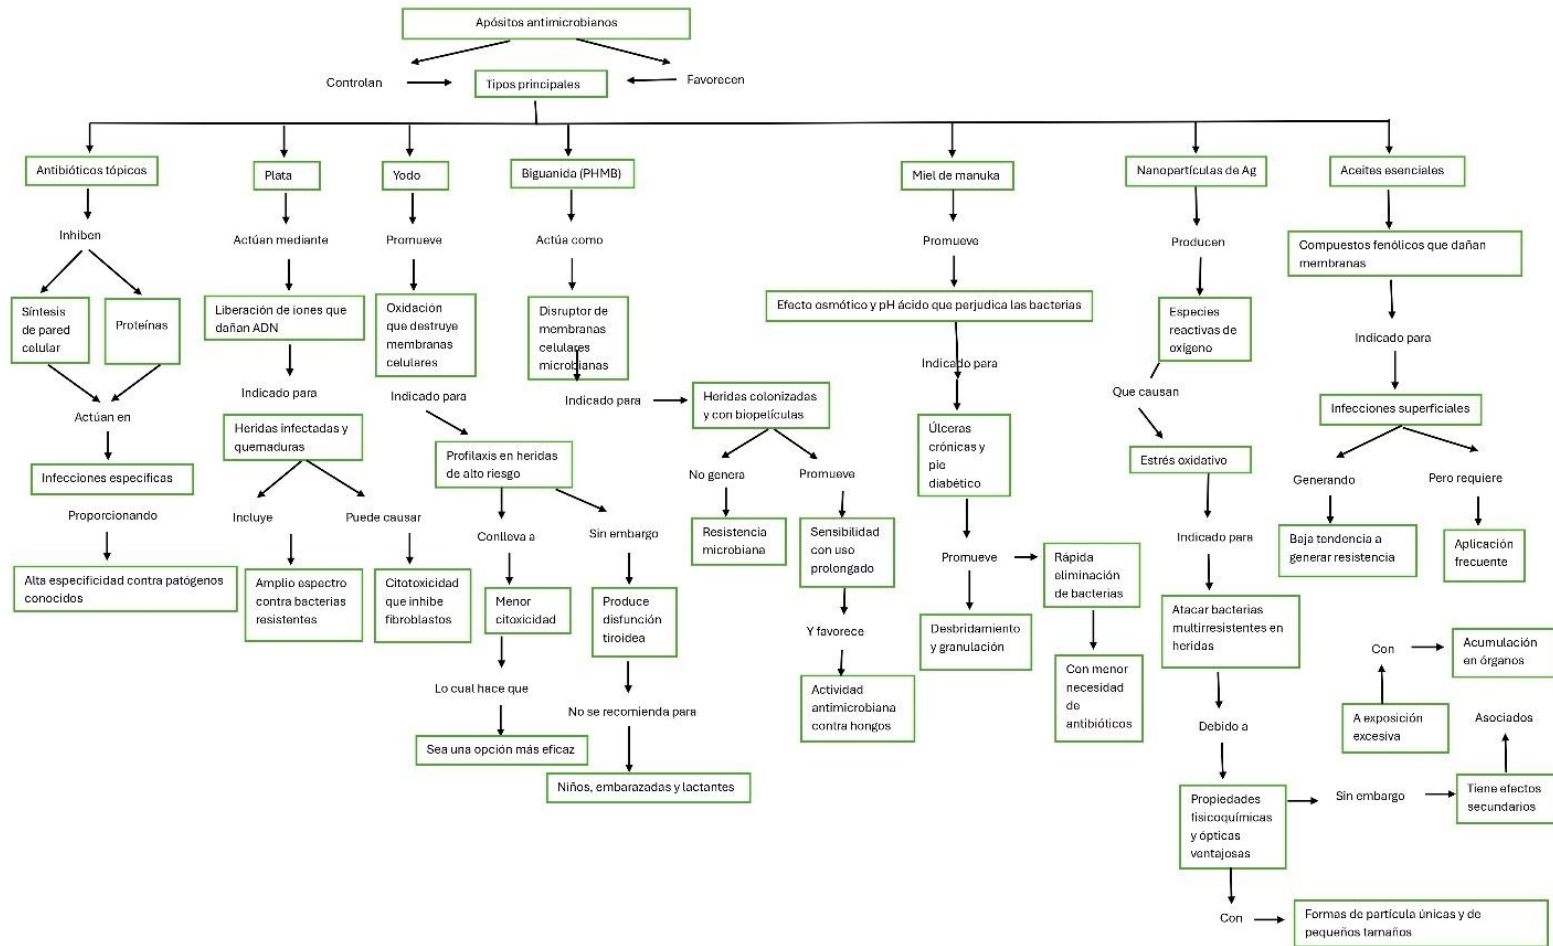 Apósitos antimicrobianos
Controlan
Tipos principales
Favorecen
Antibióticos tópicos
Plata
Yodo
Biguanida (PHMB)
Miel de manuka
Nanopartículas de Ag
Aceites esenciales
Inhiben
Síntesis
de pared
celular
Proteínas
Actúan en
Infecciones específicas
Proporcionando
Alta especificidad contra patógenos
conocidos
Actúan mediante
Liberación de iones que
dañan ADN
Indicado para
Heridas infectadas y
quemaduras
Incluye
Puede causar
Amplio espectro
contra bacterias
resistentes
Citotoxicidad
que inhibe
fibroblastos
Promueve
Oxidación
que destruye
membranas
celulares
Indicado para
Profilaxis en heridas
de alto riesgo
Conlleva a
Sin embargo
Menor
citoxicidad
Produce
disfunción
tiroidea
Lo cual hace que
No se recomienda para
Sea una opción más eficaz
Niños, embarazadas y lactantes
Actúa como
Disruptor de
membranas
celulares
microbianas
Indicado para
Heridas colonizadas
y con biopelículas
No genera
Promueve
Resistencia
microbiana
Sensibilidad
con uso
prolongado
Y favorece
Actividad
antimicrobiana
contra hongos
Promueve
Efecto osmótico y pH ácido que perjudica las bacterias
Indicado para
Úlceras
crónicas y
pie
diabético
Promueve
Rápida
eliminación
de bacterias
Desbridamiento
y granulación
Con menor
necesidad
de
antibióticos
Producen
Especies
reactivas de
oxígeno
Que causan
Estrés oxidativo
Indicado para
Atacar bacterias
multirresistentes en
heridas
Debido a
Propiedades
fisicoquímicas
y ópticas
ventajosas
Sin embargo
Tiene efectos
secundarios
Asociados
A exposición
excesiva
Con
Acumulación
en órganos
Con
Formas de partícula únicas y de
pequeños tamaños
Compuestos fenólicos que dañan
membranas
Indicado para
Infecciones superficiales
Generando
Pero requiere
Baja tendencia a
generar resistencia
Aplicación
frecuente